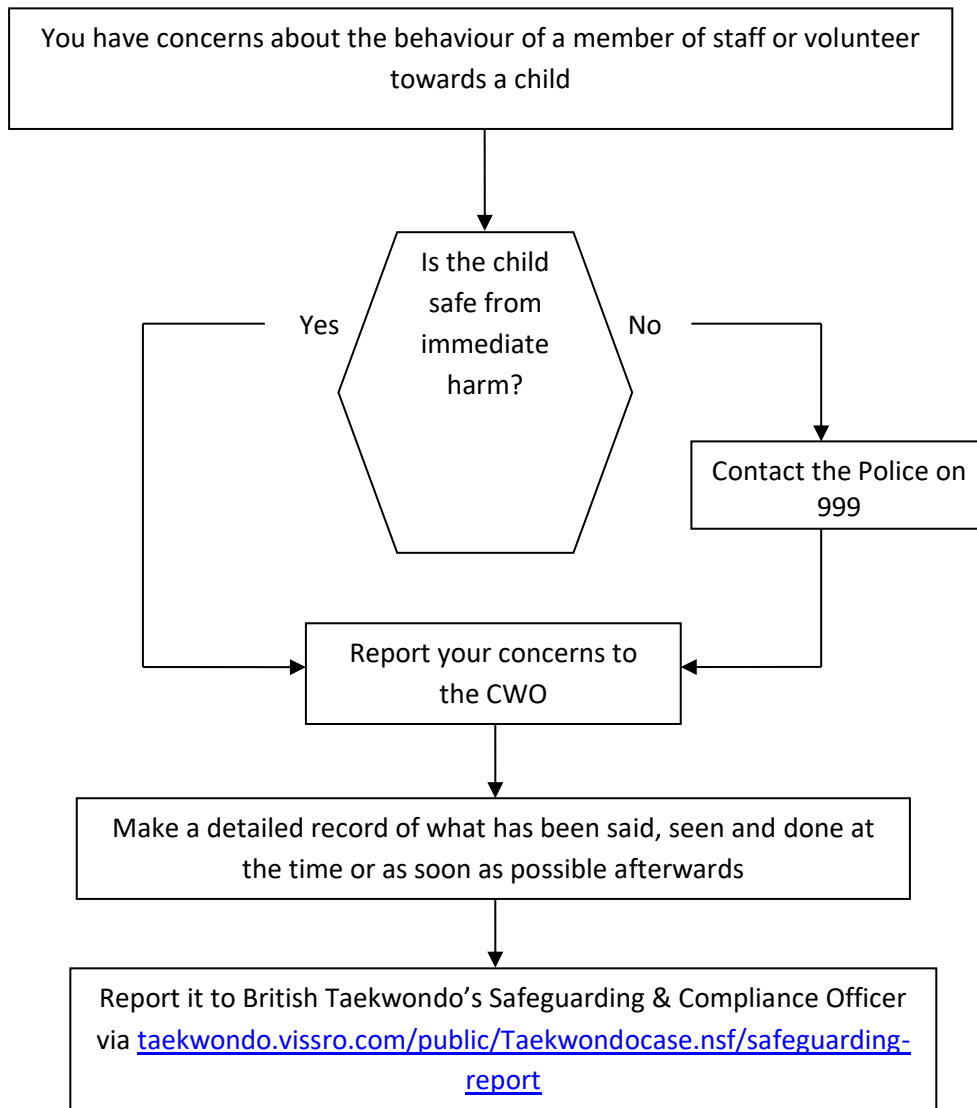 You have concerns about the behaviour of a member of staff or volunteer
towards a child
Is the child
safe from
immediate
harm?
Yes
No
Contact the Police on
999
Report your concerns to
the CWO
Make a detailed record of what has been said, seen and done at
the time or as soon as possible afterwards
Report it to British Taekwondo’s Safeguarding & Compliance Officer
via taekwondo.vissro.com/public/Taekwondocase.nsf/safeguarding-
report